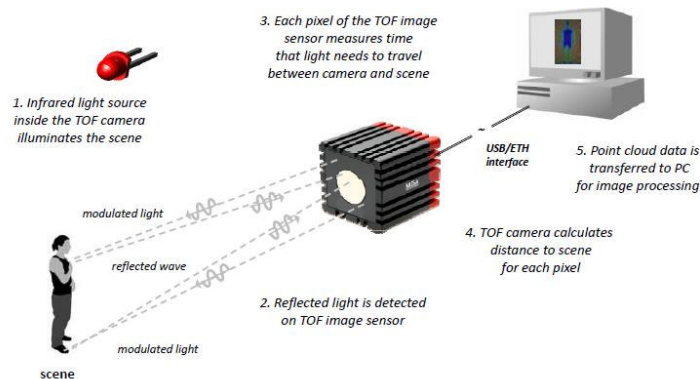 3. Each pixel of the TOF image
sensor measures time
that light needs to travel
between camera and scene
1. Infrared light source
inside the TOF camera
illuminates the scene
~
USB/ETH
interface
5. Point cloud data is
transferred to PC
for image processing
modulated light
4. TOF camera calculates
distance to scene
for each pixel
reflected wave
2. Reflected light is detected
on TOF image sensor
modulated light
scene